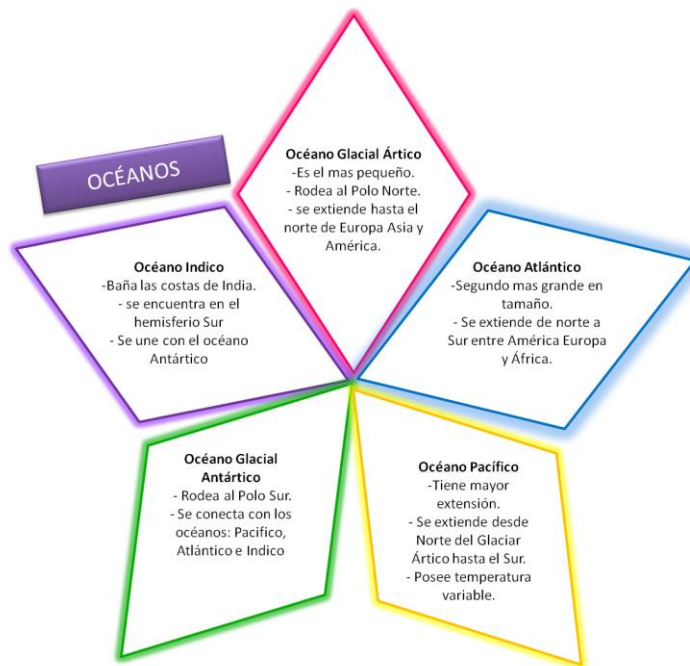 OCÉANOS
Océano Glacial Ártico
-Es el mas pequeño.
- Rodea al Polo Norte.
- se extiende hasta el
norte de Europa Asia y
América.
Océano Indico
-Baña las costas de India.
- se encuentra en el
hemisferio Sur
- Se une con el océano
Antártico
Océano Atlántico
-Segundo mas grande en
tamaño.
- Se extiende de norte a
Sur entre América Europa
y África.
Océano Glacial
Antártico
- Rodea al Polo Sur.
- Se conecta con los
océanos: Pacifico,
Atlántico e Indico
Océano Pacífico
-Tiene mayor
extensión.
- Se extiende desde
Norte del Glaciar
Ártico hasta el Sur.
- Posee temperatura
variable.